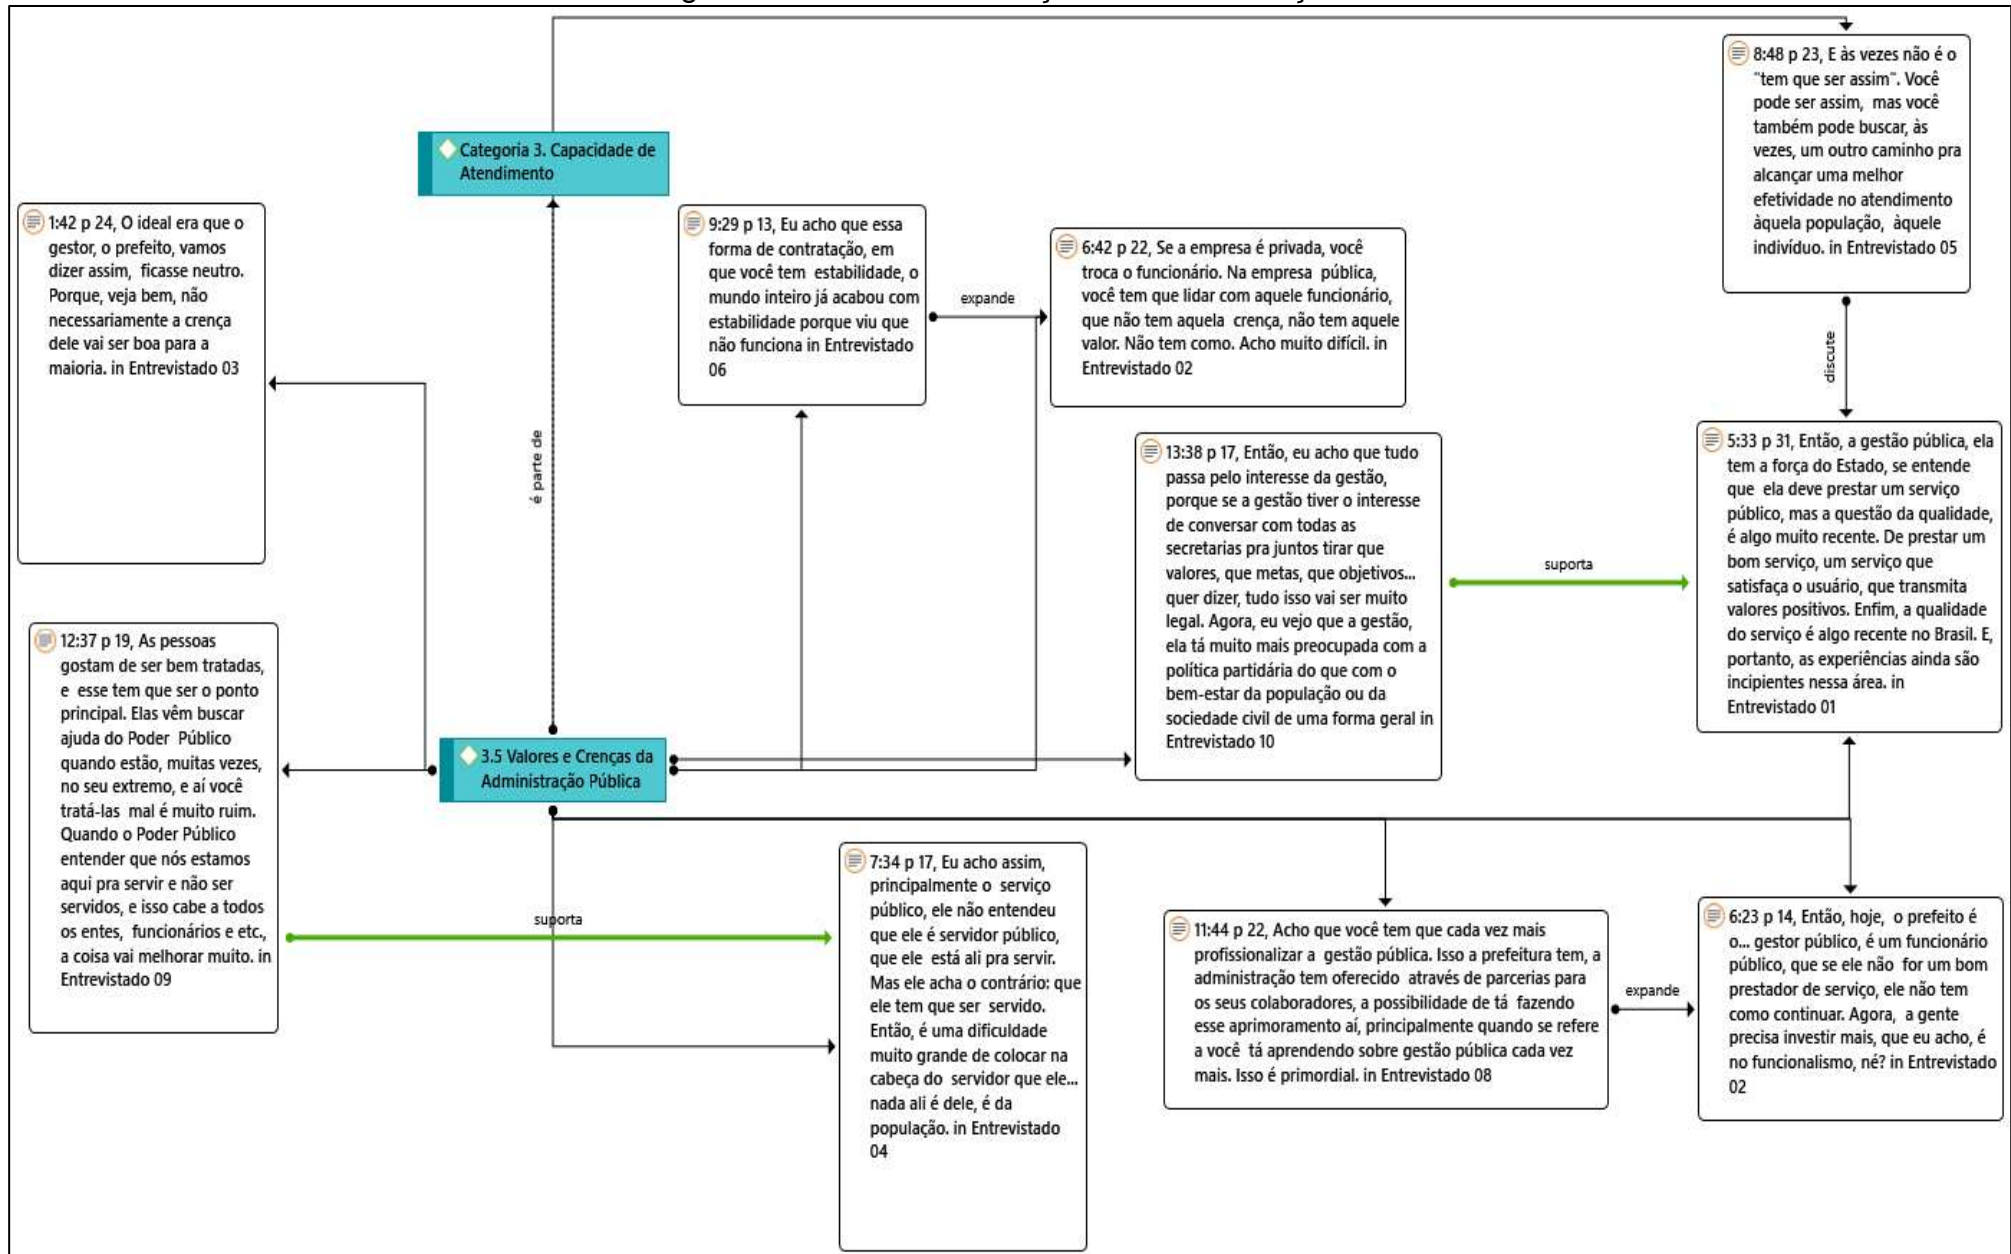 Categoria 3. Capacidade de
Atendimento
8:48 p 23, E às vezes não é o
"tem que ser assim". Você
pode ser assim, mas você
também pode buscar, às
vezes, um outro caminho pra
alcançar uma melhor
efetividade no atendimento
àquela população, àquele
indivíduo. in Entrevistado 05
1:42 p 24, O ideal era que o
gestor, o prefeito, vamos
dizer assim, ficasse neutro.
Porque, veja bem, não
necessariamente a crença
dele vai ser boa para a
maioria. in Entrevistado 03
9:29 p 13, Eu acho que essa
forma de contratação, em
que você tem estabilidade, o
mundo inteiro já acabou com
estabilidade porque viu que
não funciona in Entrevistado
06
expande
6:42 p 22, Se a empresa é privada, você
troca o funcionário. Na empresa pública,
você tem que lidar com aquele funcionário,
que não tem aquela crença, não tem aquele
valor. Não tem como. Acho muito difícil. in
Entrevistado 02
discute
é parte de
13:38 p 17, Então, eu acho que tudo
passa pelo interesse da gestão,
porque se a gestão tiver o interesse
de conversar com todas as
secretarias pra juntos tirar que
valores, que metas, que objetivos...
quer dizer, tudo isso vai ser muito
legal. Agora, eu vejo que a gestão,
ela tá muito mais preocupada com a
política partidária do que com o
bem-estar da população ou da
sociedade civil de uma forma geral in
Entrevistado 10
suporta
5:33 p 31, Então, a gestão pública, ela
tem a força do Estado, se entende
que ela deve prestar um serviço
público, mas a questão da qualidade,
é algo muito recente. De prestar um
bom serviço, um serviço que
satisfaça o usuário, que transmita
valores positivos. Enfim, a qualidade
do serviço é algo recente no Brasil. E,
portanto, as experiências ainda são
incipientes nessa área. in
Entrevistado 01
12:37 p 19, As pessoas
gostam de ser bem tratadas,
e esse tem que ser o ponto
principal. Elas vêm buscar
ajuda do Poder Público
quando estão, muitas vezes,
no seu extremo, e aí você
tratá-las mal é muito ruim.
Quando o Poder Público
entender que nós estamos
aqui pra servir e não ser
servidos, e isso cabe a todos
os entes, funcionários e etc.,
a coisa vai melhorar muito. in
Entrevistado 09
3.5 Valores e Crenças da
Administração Pública
suporta
7:34 p 17, Eu acho assim,
principalmente o serviço
público, ele não entendeu
que ele é servidor público,
que ele está ali pra servir.
Mas ele acha o contrário: que
ele tem que ser servido.
Então, é uma dificuldade
muito grande de colocar na
cabeça do servidor que ele...
nada ali é dele, é da
população. in Entrevistado
04
11:44 p 22, Acho que você tem que cada vez mais
profissionalizar a gestão pública. Isso a prefeitura tem, a
administração tem oferecido através de parcerias para
os seus colaboradores, a possibilidade de tá fazendo
esse aprimoramento aí, principalmente quando se refere
a você tá aprendendo sobre gestão pública cada vez
mais. Isso é primordial. in Entrevistado 08
expande
6:23 p 14, Então, hoje, o prefeito é
o... gestor público, é um funcionário
público, que se ele não for um bom
prestador de serviço, ele não tem
como continuar. Agora, a gente
precisa investir mais, que eu acho, é
no funcionalismo, né? in Entrevistado
02